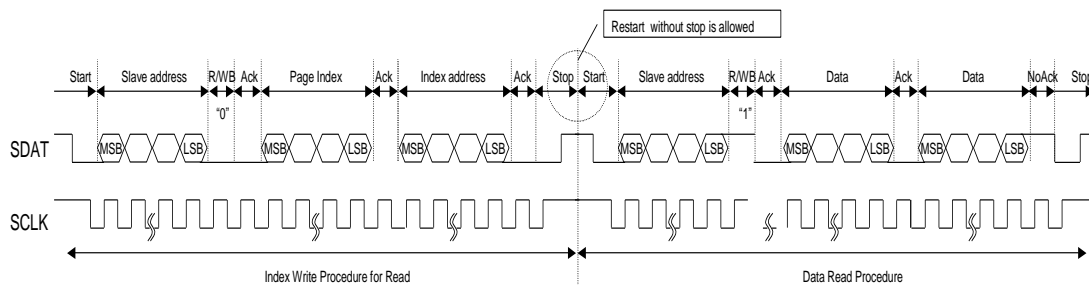 Restart without stop is allowed
Start Slave address R/WB Ack Page Index Ack Index address Ack Stop Start Slave address R/WB Ack Data Ack Data NoAck Stop
"0" "1"
SDAT MSB LSB MSB LSB MSB LSB MSB LSB MSB LSB MSB LSB
SCLK
Index Write Procedure for Read Data Read Procedure